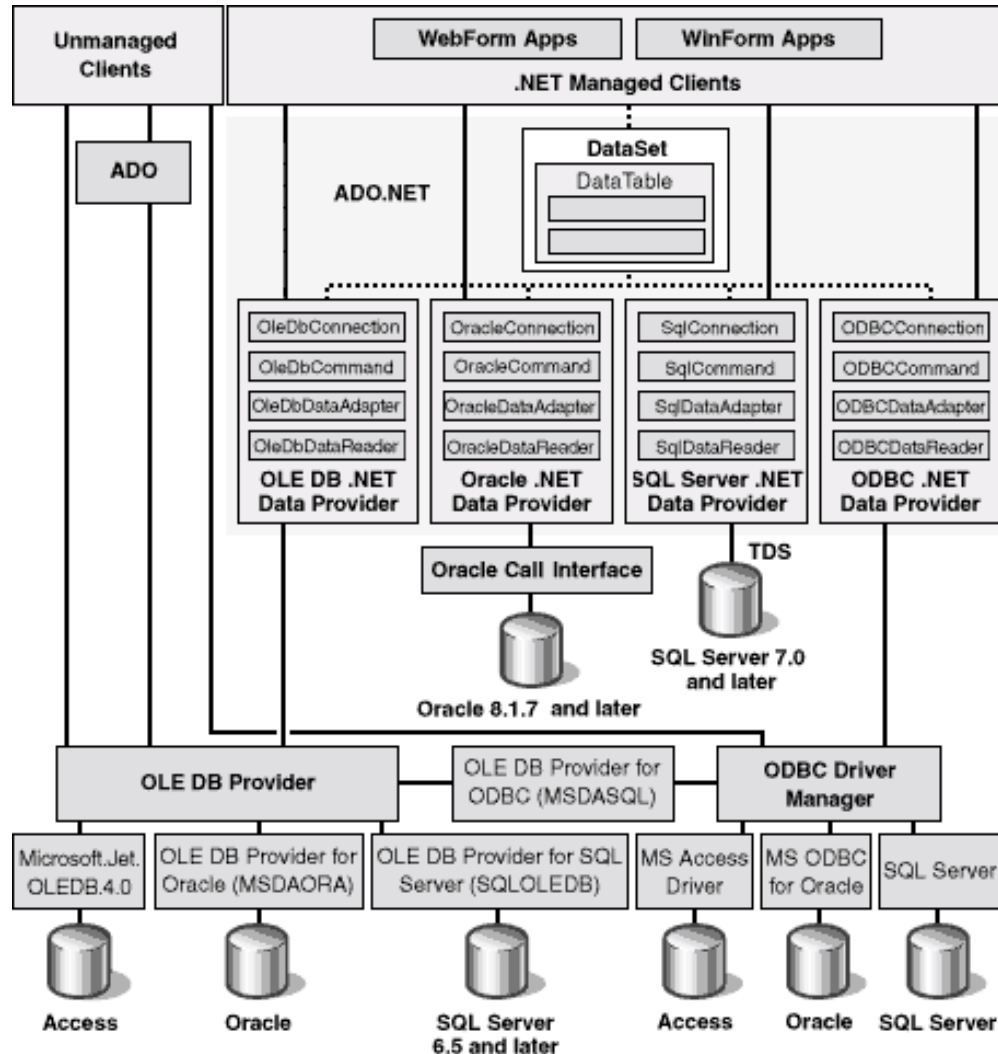 Unmanaged
Clients
WebForm Apps
WinForm Apps
.NET Managed Clients
ADO
ADO.NET
DataSet
DataTable
OleDbConnection
OleDbCommand
OleDbDataAdapter
OleDbDataReader
OLE DB .NET
Data Provider
OracleConnection
OracleCommand
OracleDataAdapter
OracleDataReader
Oracle .NET
Data Provider
SqlConnection
SqlCommand
SqlDataAdapter
SqlDataReader
SQL Server .NET
Data Provider
ODBCConnection
ODBCCommand
ODBCDataAdapter
ODBCDataReader
ODBC .NET
Data Provider
Oracle Call Interface
TDS
SQL Server 7.0
and later
Oracle 8.1.7 and later
OLE DB Provider
OLE DB Provider for
ODBC (MSDASQL)
ODBC Driver
Manager
Microsoft.Jet.
OLEDB.4.0
OLE DB Provider for
Oracle (MSDAORA)
OLE DB Provider for SQL
Server (SQLOLEDB)
MS Access
Driver
MS ODBC
for Oracle
SQL Server
Access
Oracle
SQL Server
6.5 and later
Access
Oracle
SQL Server